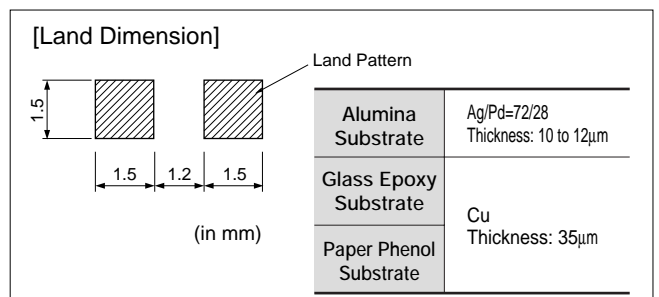 [Land Dimension]
Land Pattern
1.5
1.5
1.2
1.5
(in mm)
Alumina
Substrate
Ag/Pd=72/28
Thickness: 10 to 12μm
Glass Epoxy
Substrate
Cu
Thickness: 35μm
Paper Phenol
Substrate